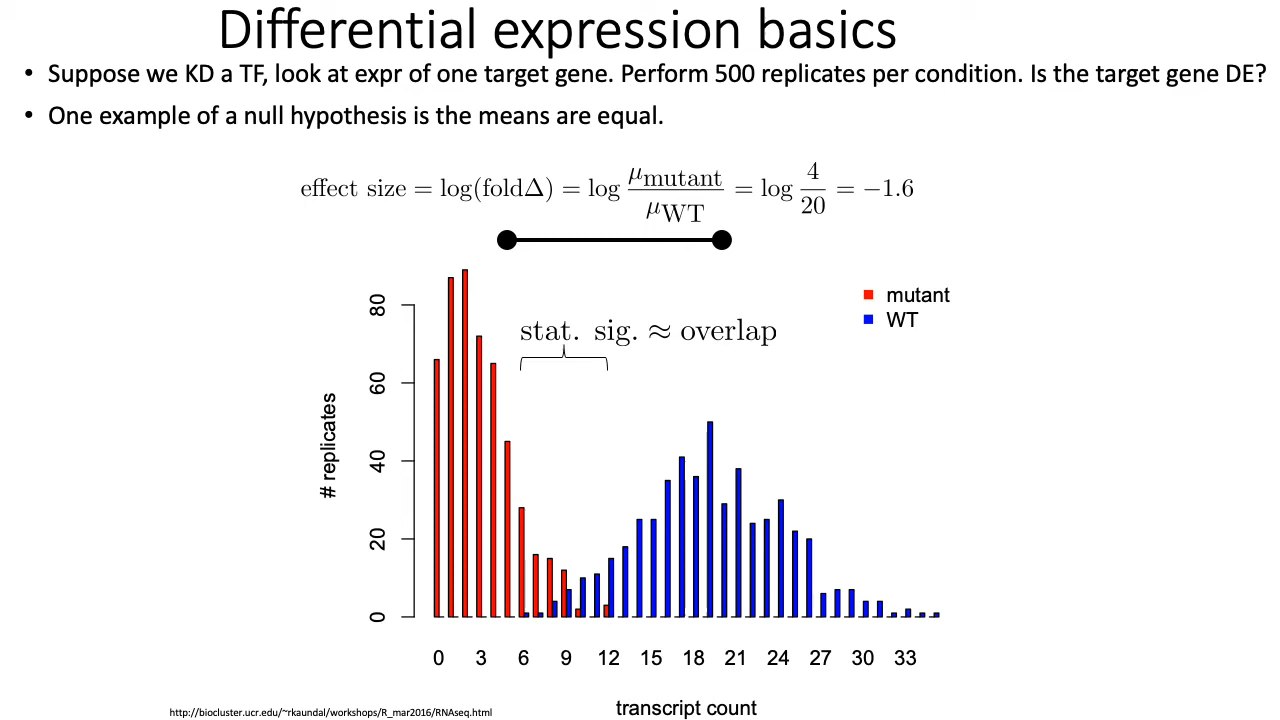 Differential expression basics
• Suppose we KD a TF, look at expr of one target gene. Perform 500 replicates per condition. Is the target gene DE?
• One example of a null hypothesis is the means are equal.
effect size = log(foldΔ) = log μmutant/μWT = log 4/20 = −1.6
mutant
WT
stat. sig. ≈ overlap
# replicates
80
60
40
20
0
0 3 6 9 12 15 18 21 24 27 30 33
transcript count
http://biocluster.ucr.edu/~rkaundal/workshops/R_mar2016/RNAseq.html